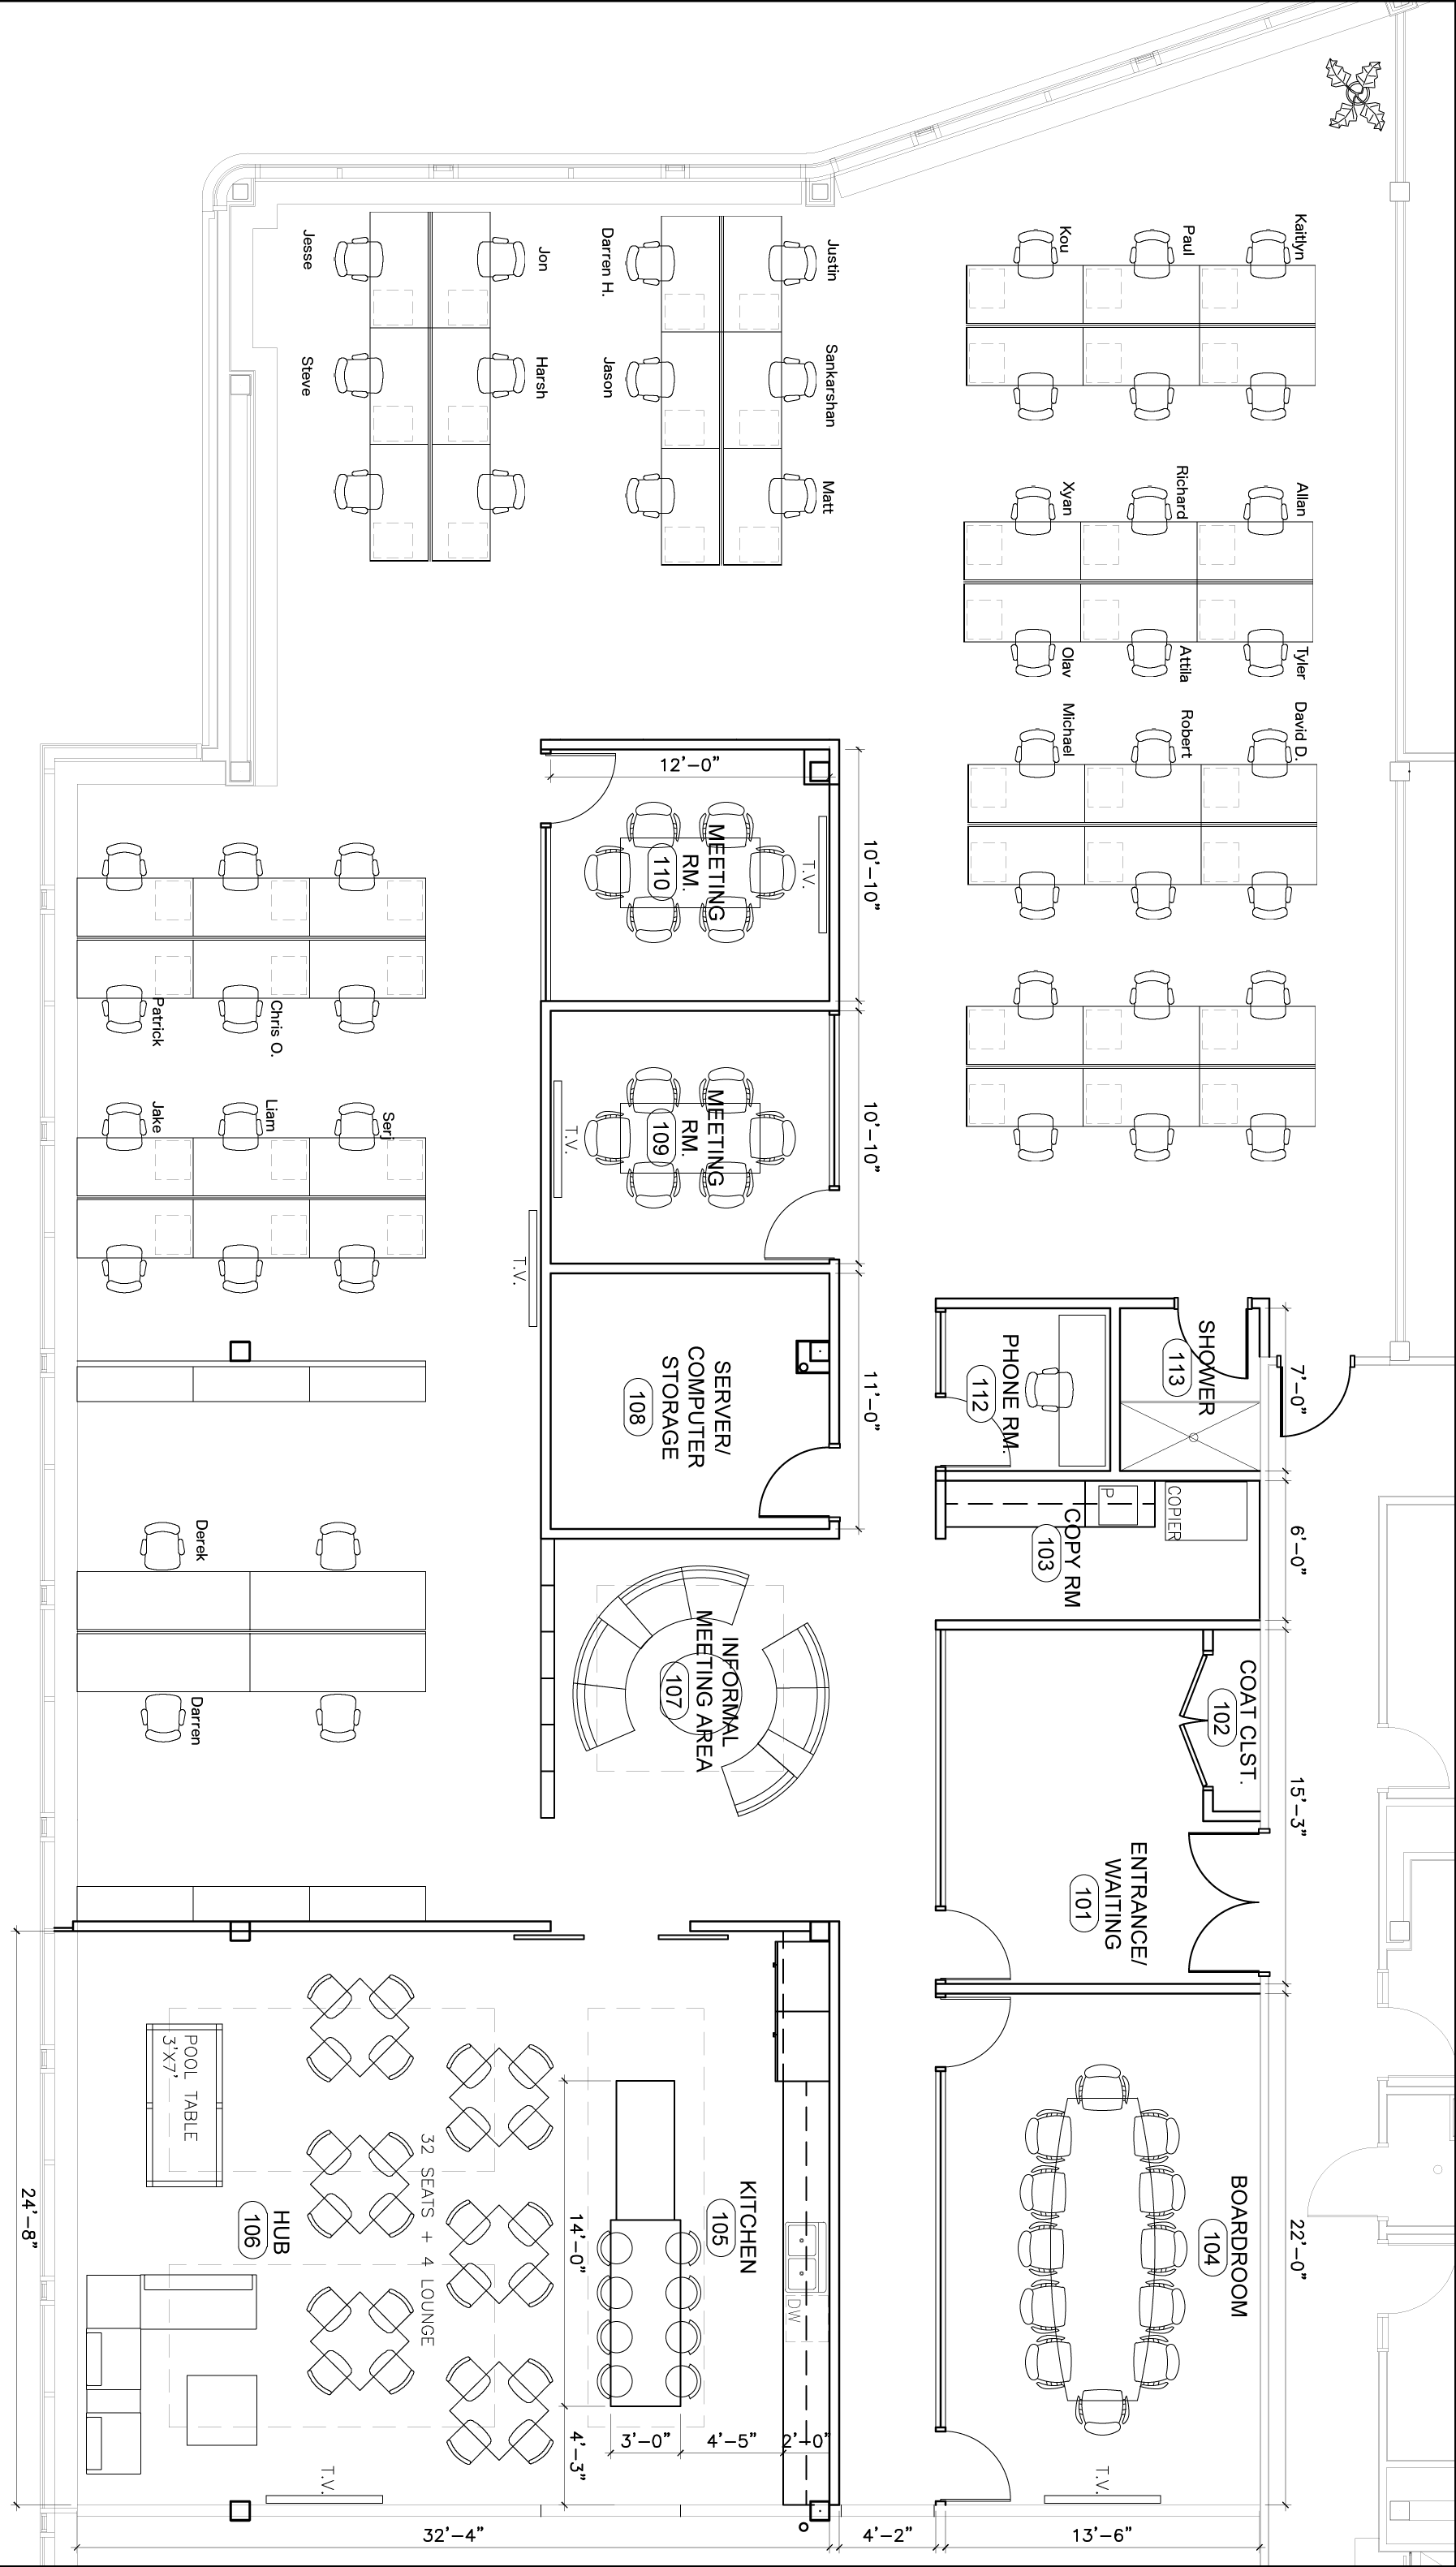 Kaitlyn
Paul
Kou
Justin
Darren H.
Jon
Jesse
Sankarshan
Jason
Harsh
Steve
Matt
Allan
Richard
Xyan
Tyler
Attila
Olav
David D.
Robert
Michael
12'-0"
10'-10"
T.V.
MEETING
RM.
110
Chris O.
Patrick
10'-10"
MEETING
RM.
109
T.V.
Serj
Liam
Jake
T.V.
7'-0"
SHOWER
113
PHONE RM.
112
11'-0"
SERVER/
COMPUTER
STORAGE
108
6'-0"
COPIER
P
COPY RM
103
Derek
Darren
INFORMAL
MEETING AREA
107
COAT CLST.
102
15'-3"
ENTRANCE/
WAITING
101
POOL TABLE
3'X7'
32 SEATS + 4 LOUNGE
HUB
106
24'-8"
14'-0"
KITCHEN
105
DW
BOARDROOM
104
22'-0"
3'-0"
4'-5"
2'-0"
4'-3"
T.V.
T.V.
32'-4"
4'-2"
13'-6"